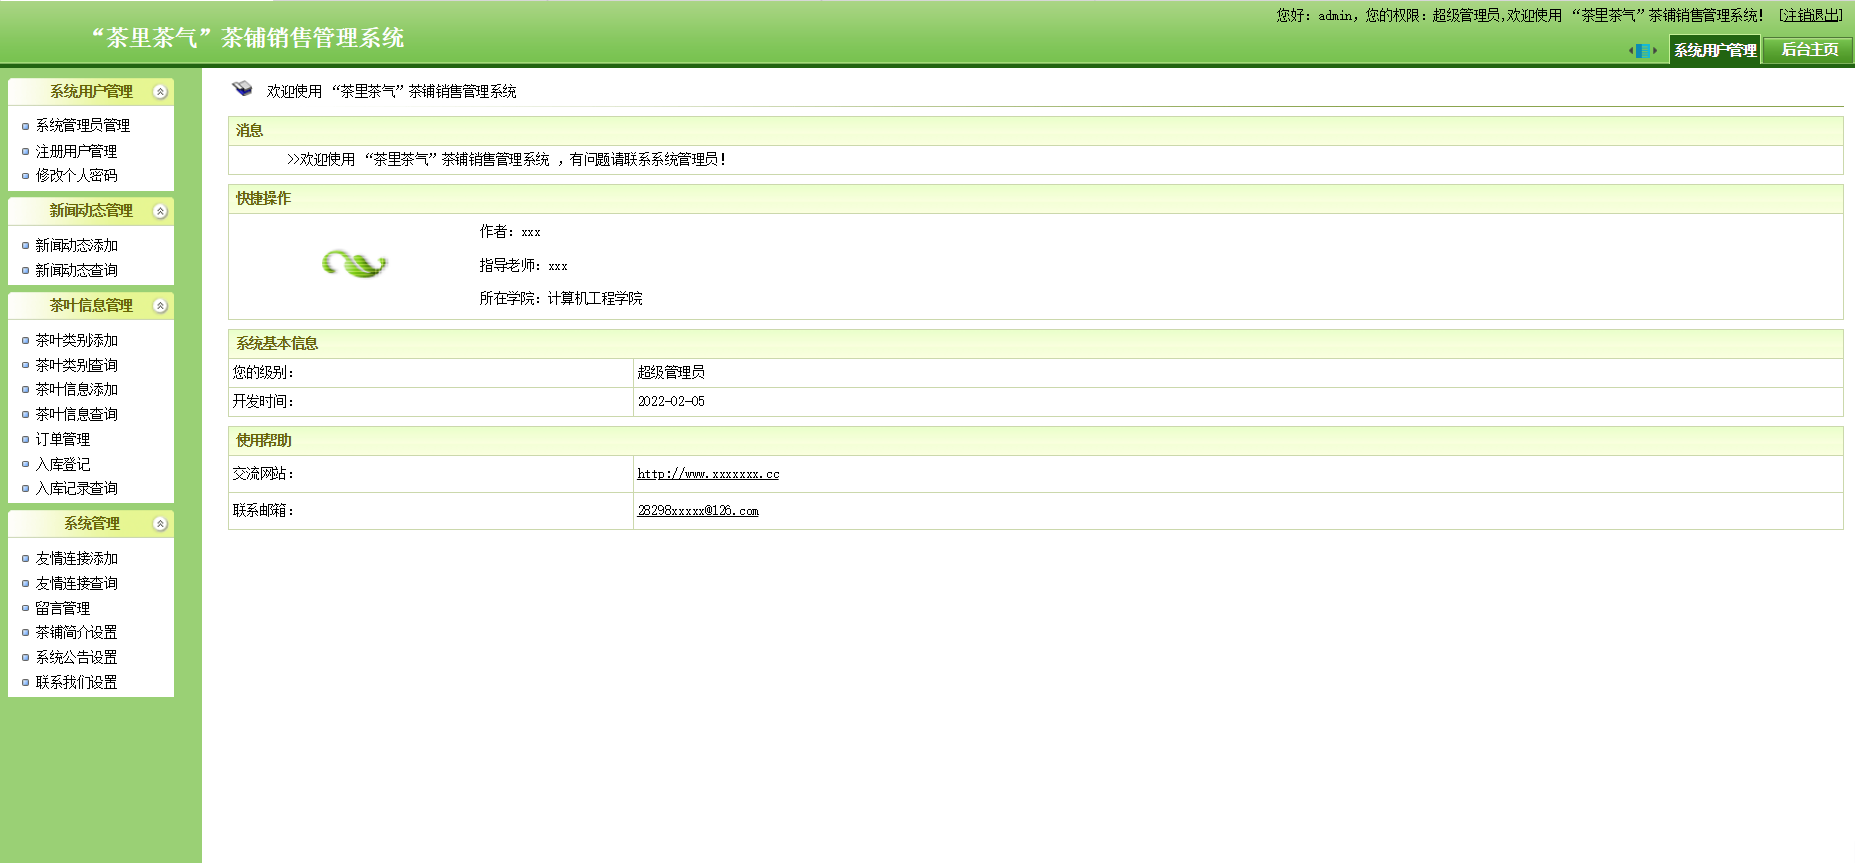 您好：admin，您的权限：超级管理员,欢迎使用 “茶里茶气”茶铺销售管理系统！ [注销退出]
“茶里茶气”茶铺销售管理系统
系统用户管理 后台主页
系统用户管理
系统管理员管理
注册用户管理
修改个人密码
新闻动态管理
新闻动态添加
新闻动态查询
茶叶信息管理
茶叶类别添加
茶叶类别查询
茶叶信息添加
茶叶信息查询
订单管理
入库登记
入库记录查询
系统管理
友情连接添加
友情连接查询
留言管理
茶铺简介设置
系统公告设置
联系我们设置
欢迎使用 “茶里茶气”茶铺销售管理系统
消息
>>欢迎使用 “茶里茶气”茶铺销售管理系统 ，有问题请联系系统管理员！
快捷操作
作者：xxx
指导老师：xxx
所在学院：计算机工程学院
系统基本信息
您的级别： 超级管理员
开发时间： 2022-02-05
使用帮助
交流网站： http://www.xxxxxxx.cc
联系邮箱： 28298xxxxx@126.com